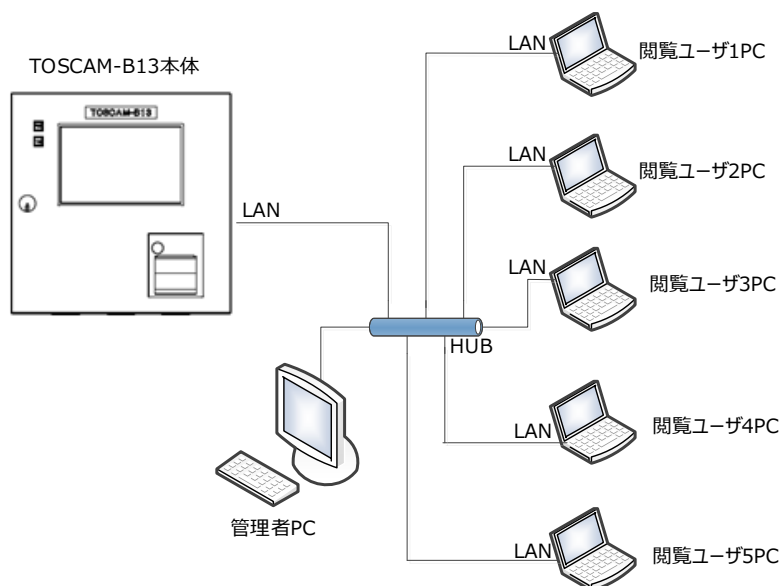 LAN
閲覧ユーザ1PC
TOSCAM-B13本体
TOSCAM-B13
LAN
閲覧ユーザ2PC
LAN
LAN
閲覧ユーザ3PC
HUB
LAN
閲覧ユーザ4PC
管理者PC
LAN
閲覧ユーザ5PC